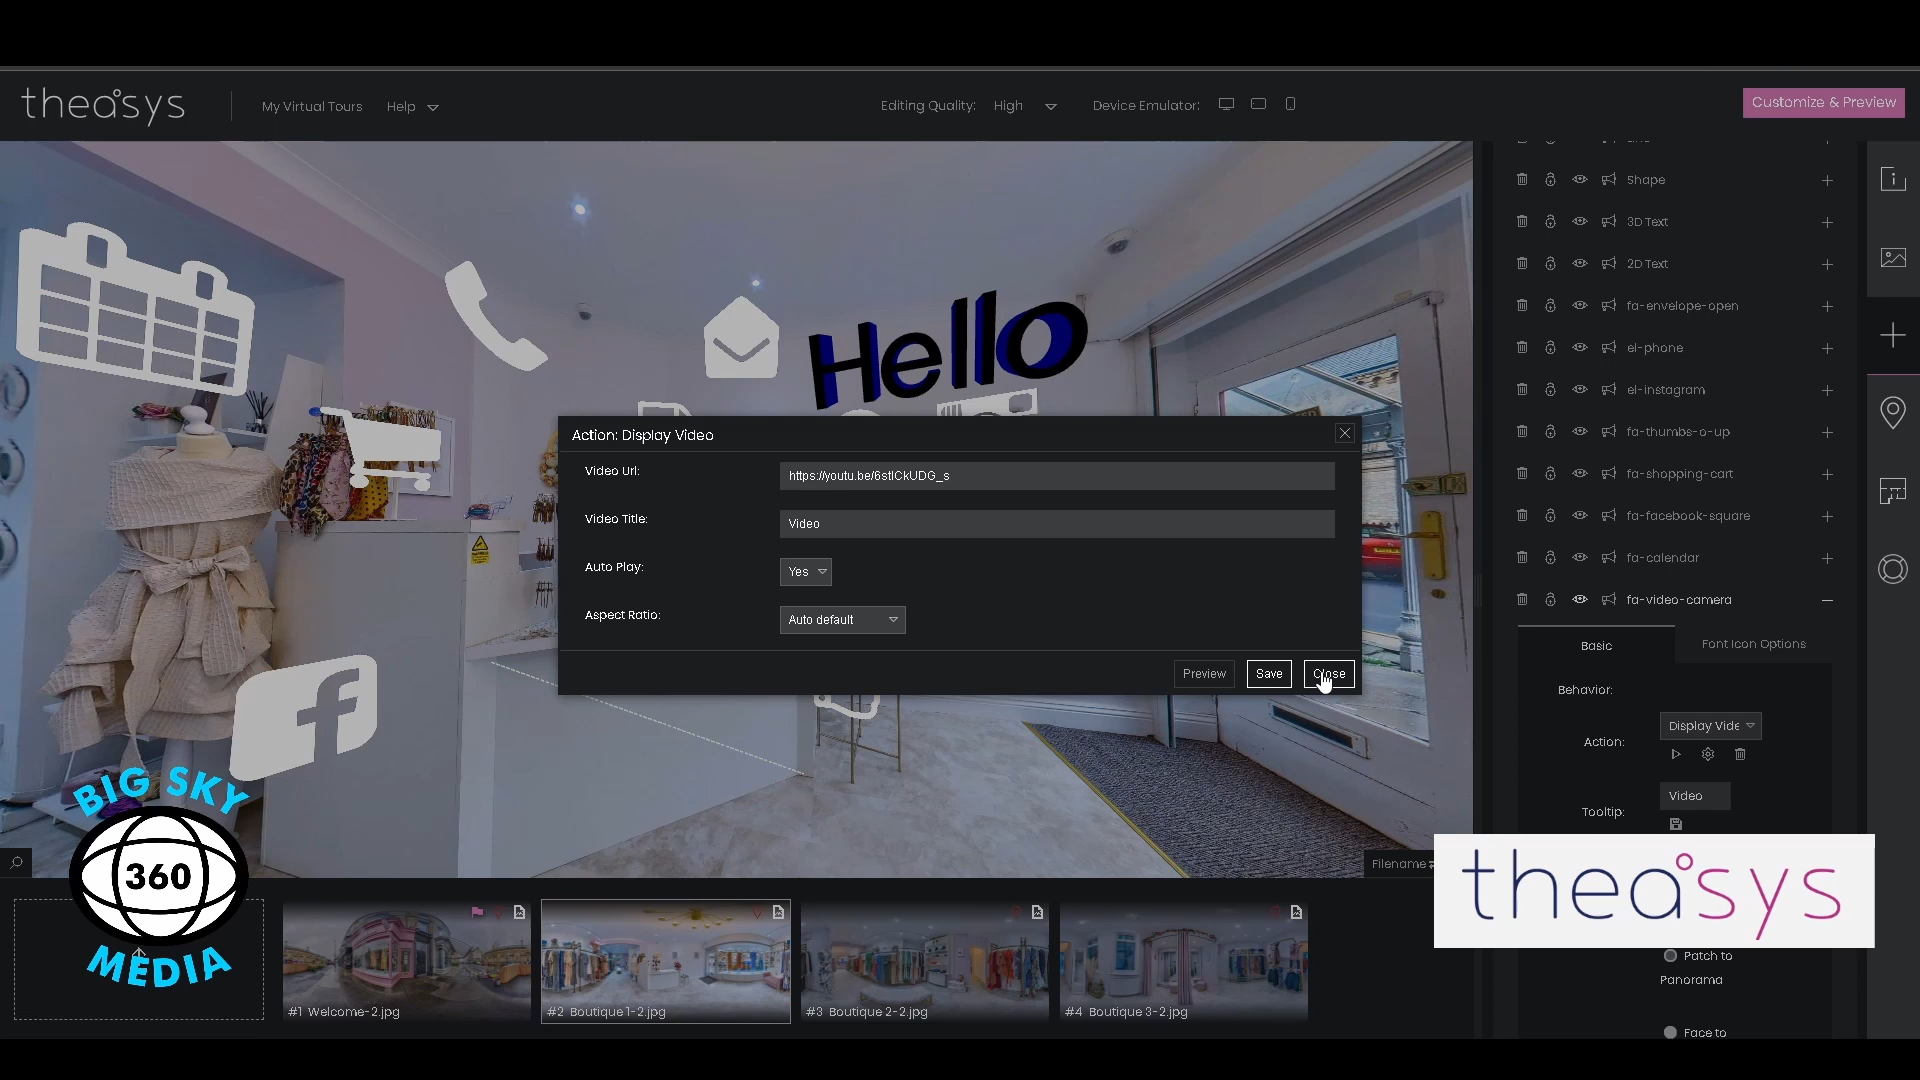 theasys
My Virtual Tours
Help
Editing Quality:
High
Device Emulator:
Customize & Preview
Shape
3D Text
2D Text
fa-envelope-open
el-phone
el-instagram
fa-thumbs-o-up
fa-shopping-cart
fa-facebook-square
fa-calendar
fa-video-camera
Hello
Action: Display Video
Video Url:
https://youtu.be/6stICkUDG_s
Video Title:
Video
Auto Play:
Yes
Aspect Ratio:
Auto default
Preview
Save
Close
Basic
Font Icon Options
Behavior:
Action:
Display Vide
Tooltip:
Video
Filename
theasys
Patch to
Panorama
Face to
BIG SKY
360
MEDIA
#1 Welcome-2.jpg
#2 Boutique 1-2.jpg
#3 Boutique 2-2.jpg
#4 Boutique 3-2.jpg